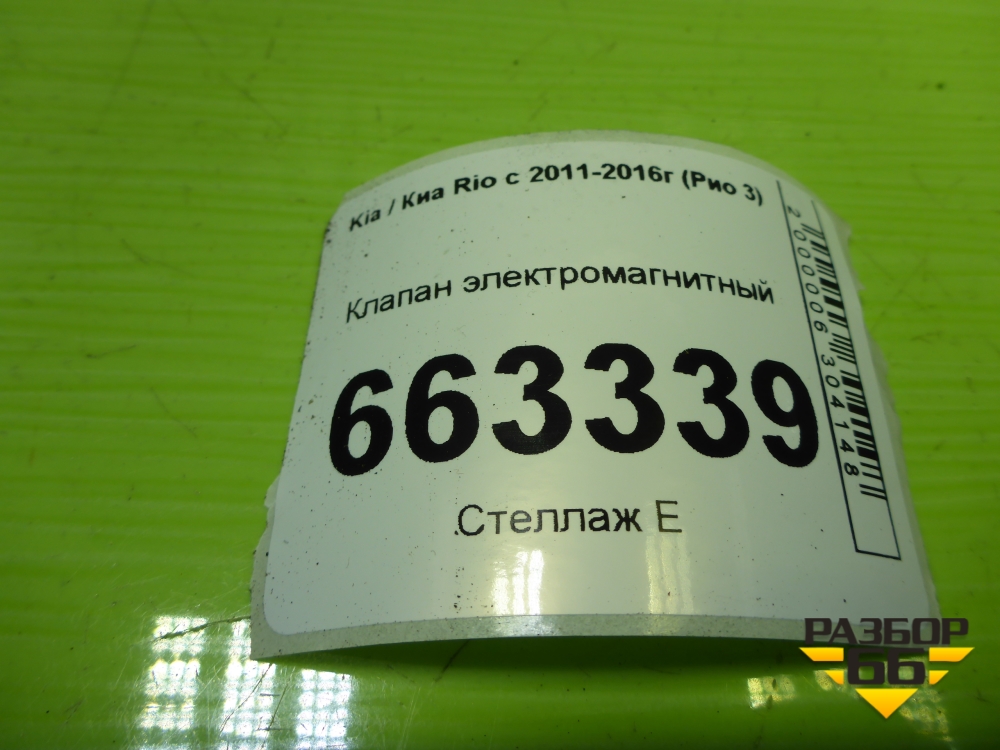 Kia / Киа Rio с 2011-2016г (Рио 3)
Клапан электромагнитный
663339
.Стеллаж Е
2000006304148
РАЗБОР
66